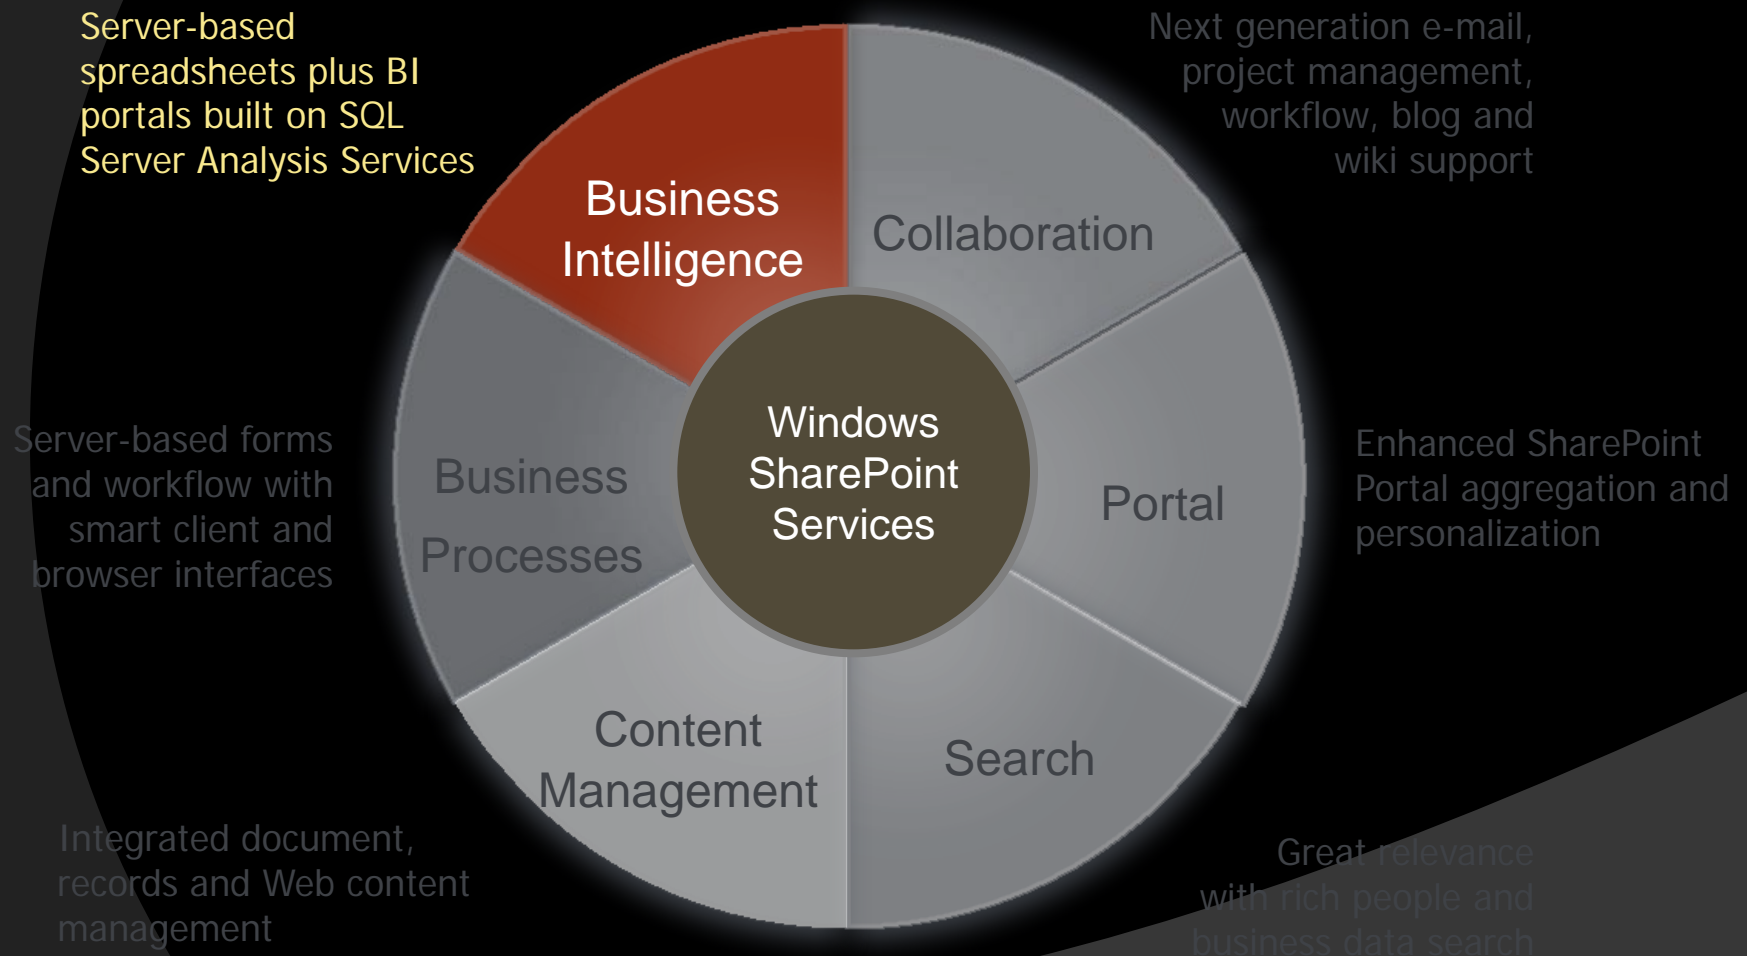 Server-based
spreadsheets plus BI
portals built on SQL
Server Analysis Services
Next generation e-mail,
project management,
workflow, blog and
wiki support
Business
Intelligence
Collaboration
Windows
SharePoint
Services
Server-based forms
and workflow with
smart client and
browser interfaces
Business
Processes
Portal
Enhanced SharePoint
Portal aggregation and
personalization
Content
Management
Search
Integrated document,
records and Web content
management
Great relevance
with rich people and
business data search